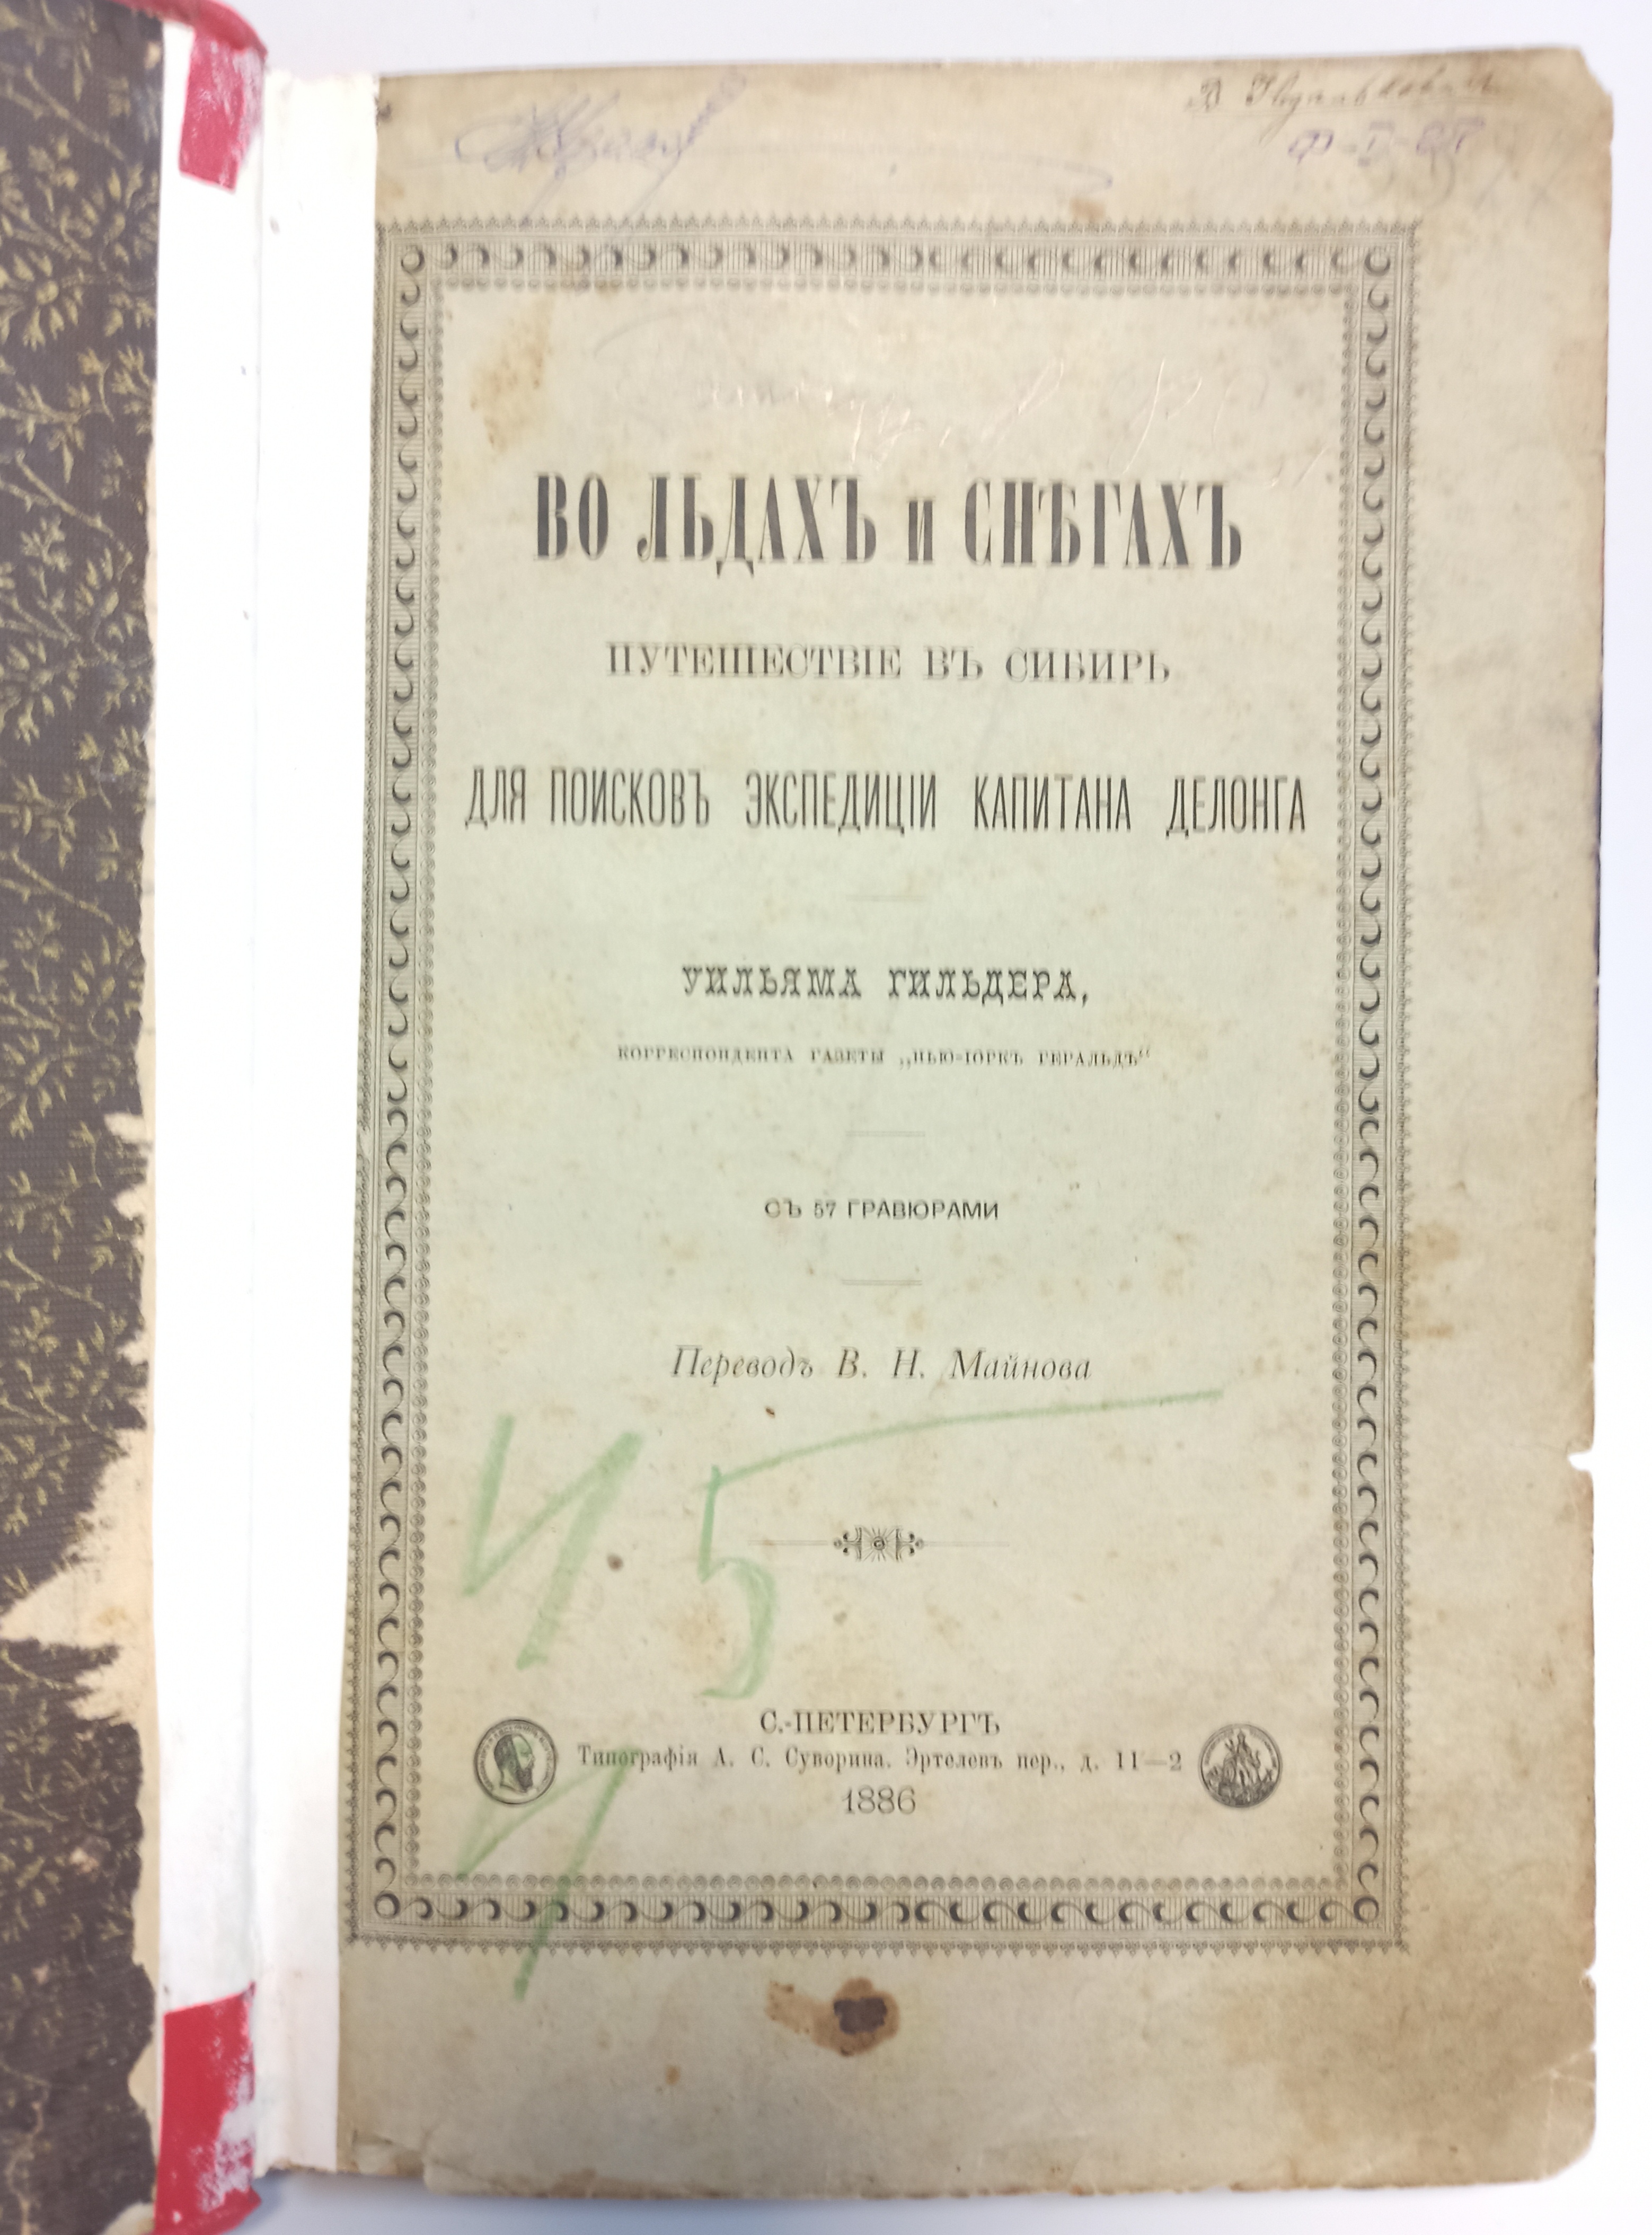 ВО ЛЬДАХЪ и СНѢГАХЪ
ПУТЕШЕСТВІЕ ВЪ СИБИРЬ
ДЛЯ ПОИСКОВЪ ЭКСПЕДИЦІИ КАПИТАНА ДЕЛОНГА
УИЛЬЯМА ГИЛЬДЕРА,
КОРРЕСПОНДЕНТА ГАЗЕТЫ „НЬЮ-ІОРКЪ ГЕРАЛЬДЪ“
СЪ 57 ГРАВЮРАМИ
Переводъ В. Н. Майнова
45
С.-ПЕТЕРБУРГЪ
Типографія А. С. Суворина. Эртелевъ пер., д. 11—2
1886